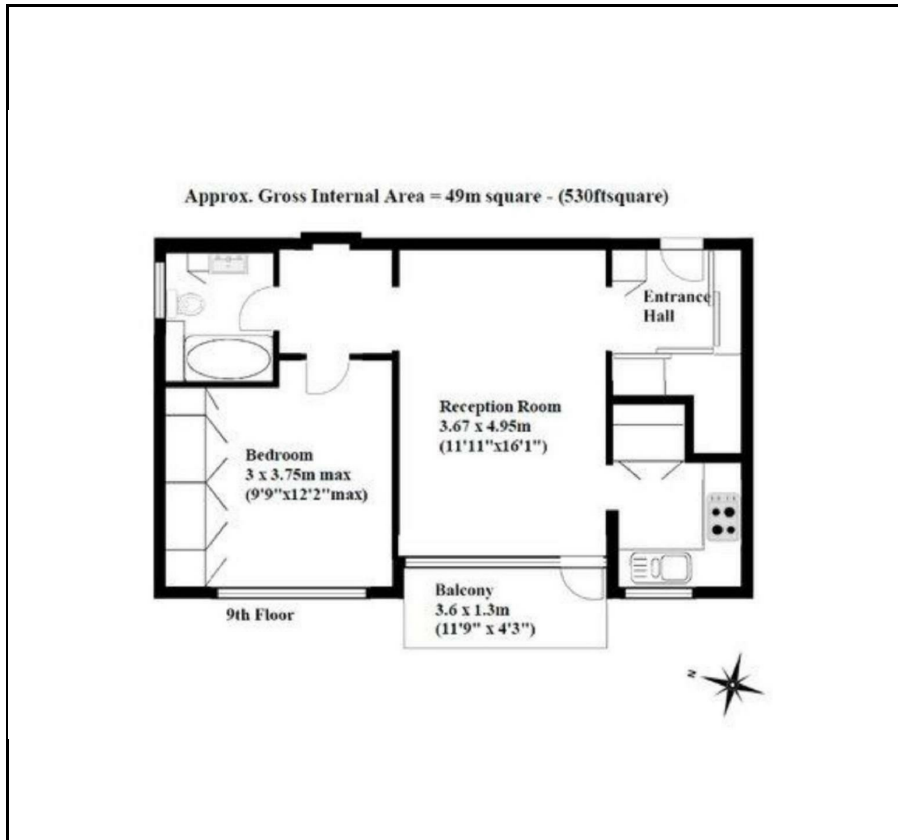 Approx. Gross Internal Area = 49m square - (530ftsquare)
Entrance
Hall
Reception Room
3.67 x 4.95m
(11'11"x16'1")
Bedroom
3 x 3.75m max
(9'9"x12'2"max)
Balcony
3.6 x 1.3m
(11'9" x 4'3")
9th Floor
N